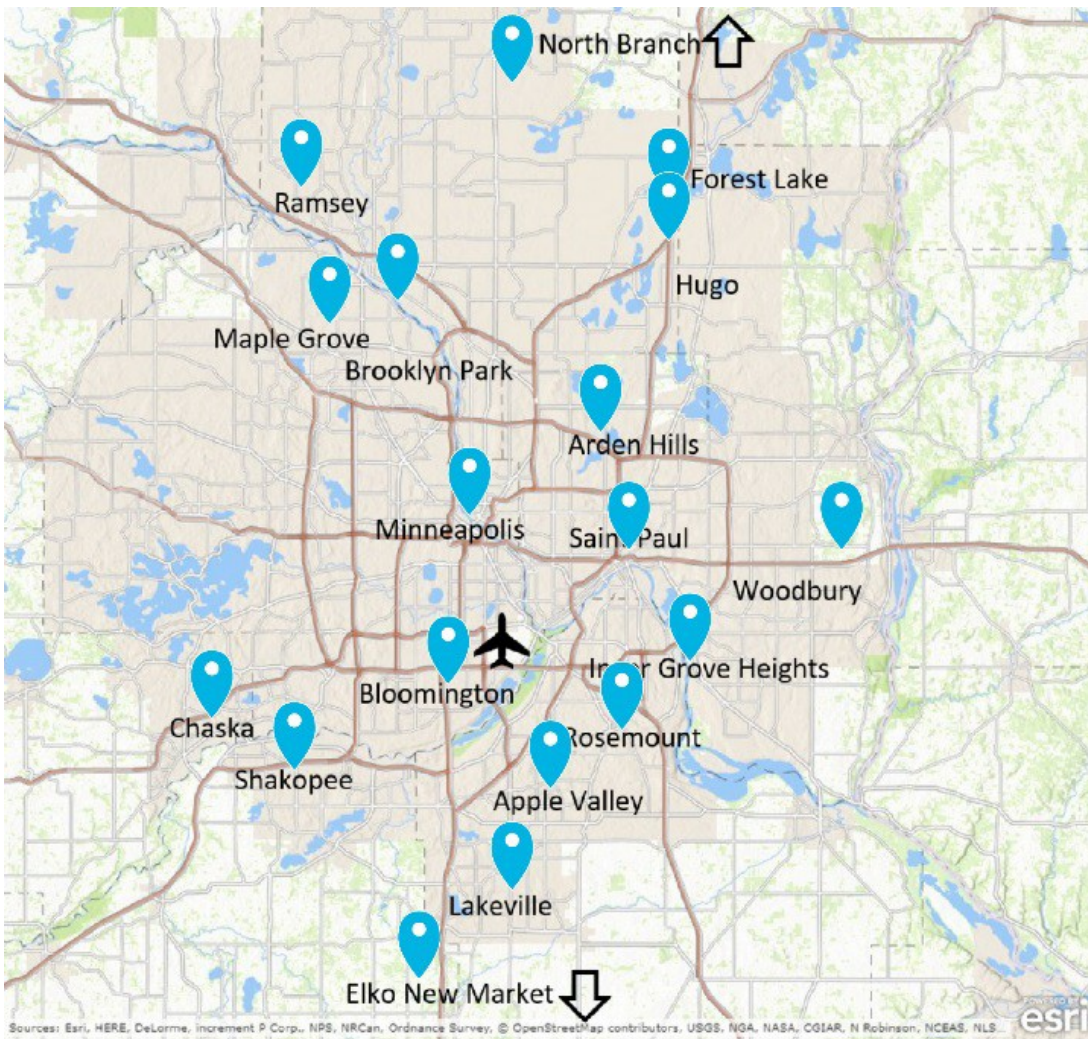 North Branch
Forest Lake
Ramsey
Hugo
Maple Grove
Brooklyn Park
Arden Hills
Minneapolis
Saint Paul
Woodbury
Inver Grove Heights
Bloomington
Chaska
Rosemount
Shakopee
Apple Valley
Lakeville
Elko New Market
POWERED BY
esri
Sources: Esri, HERE, DeLorme, increment P Corp., NPS, NRCan, Ordnance Survey, © OpenStreetMap contributors, USGS, NGA, NASA, CGIAR, N Robinson, NCEAS, NLS...